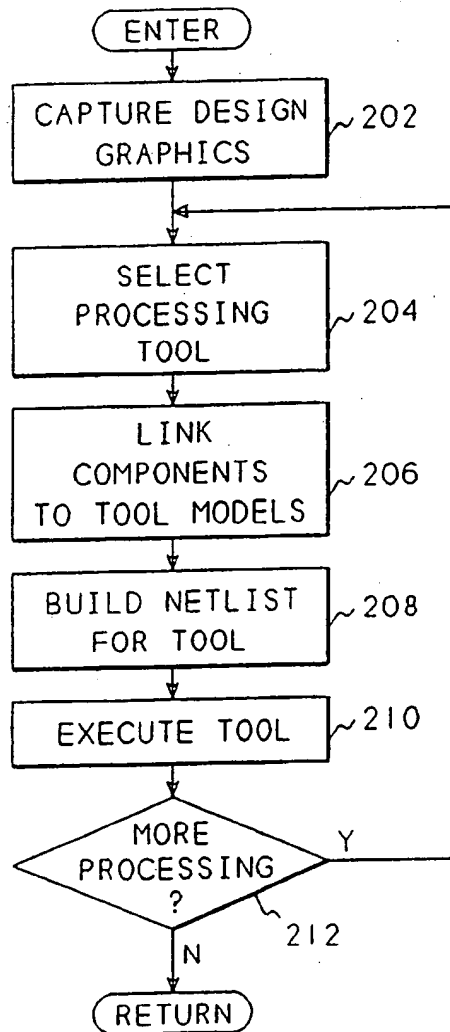 ENTER
CAPTURE DESIGN
GRAPHICS
202
SELECT
PROCESSING
TOOL
204
LINK
COMPONENTS
TO TOOL MODELS
206
BUILD NETLIST
FOR TOOL
208
EXECUTE TOOL
210
MORE
PROCESSING
?
Y
212
N
RETURN